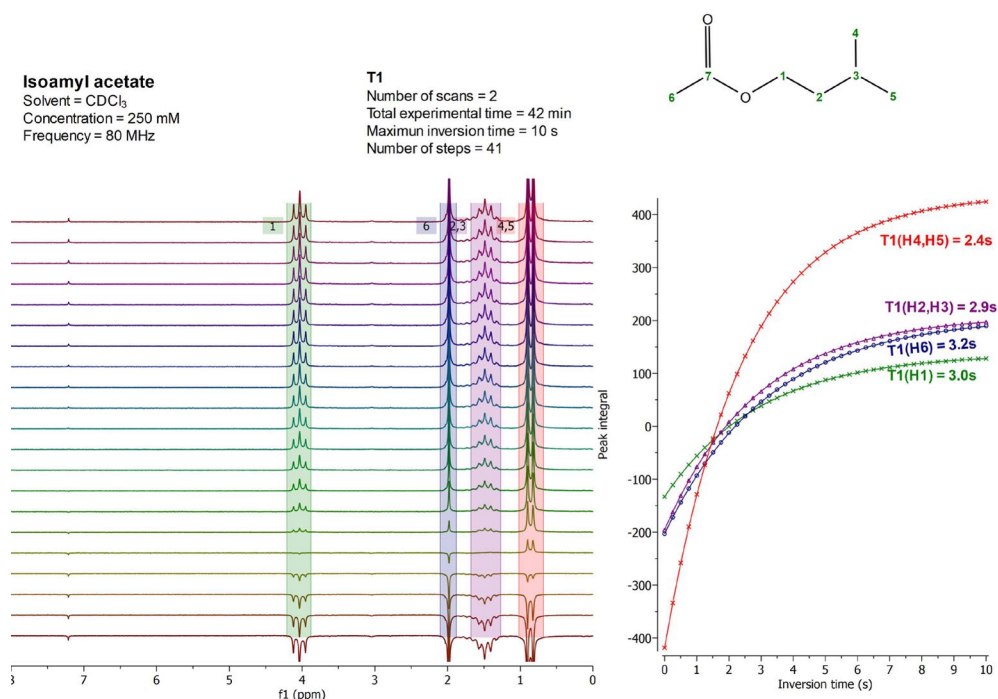 Isoamyl acetate
Solvent = CDCl₃
Concentration = 250 mM
Frequency = 80 MHz
T1
Number of scans = 2
Total experimental time = 42 min
Maximun inversion time = 10 s
Number of steps = 41
O
4
7
1
3
6
O
2
5
1
6
2,3
4,5
8 7 6 5 4 3 2 1 0
f1 (ppm)
Peak integral
400
300
200
100
0
-100
-200
-300
-400
T1(H4,H5) = 2.4s
T1(H2,H3) = 2.9s
T1(H6) = 3.2s
T1(H1) = 3.0s
0 1 2 3 4 5 6 7 8 9 10
Inversion time (s)